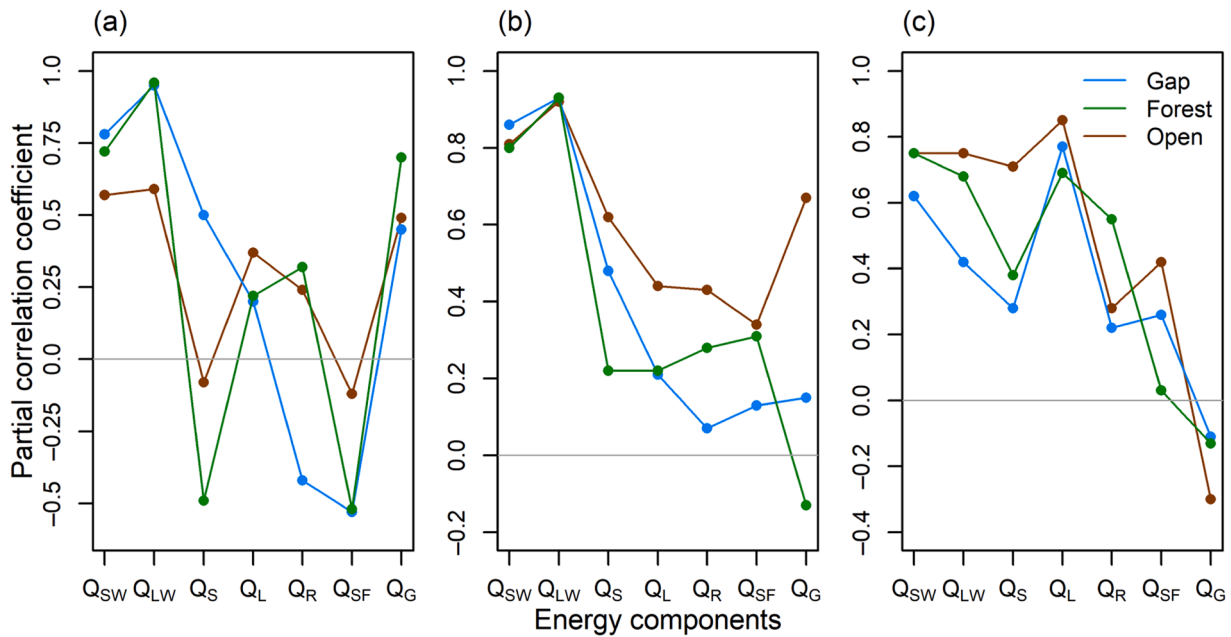 (a)
(b)
(c)
Partial correlation coefficient
1.0
0.75
0.5
0.25
0.0
−0.25
−0.5
1.0
0.8
0.6
0.4
0.2
0.0
−0.2
1.0
0.8
0.6
0.4
0.2
0.0
−0.2
−0.4
Gap
Forest
Open
QSW QLW QS QL QR QSF QG
QSW QLW QS QL QR QSF QG
QSW QLW QS QL QR QSF QG
Energy components